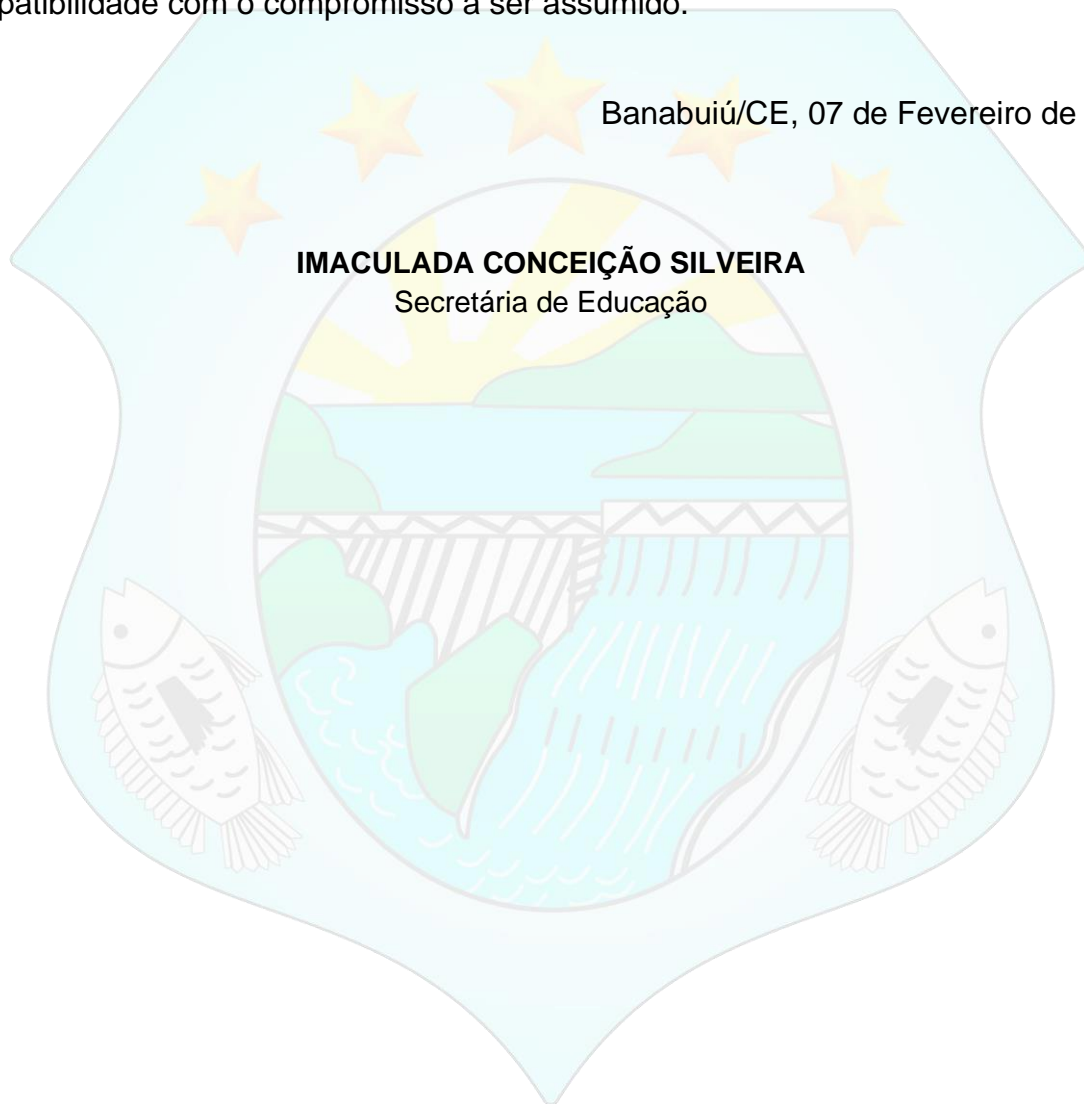 patibilidade com o compromisso a ser assumido.
Banabuiú/CE, 07 de Fevereiro de
IMACULADA CONCEIÇÃO SILVEIRA
Secretária de Educação